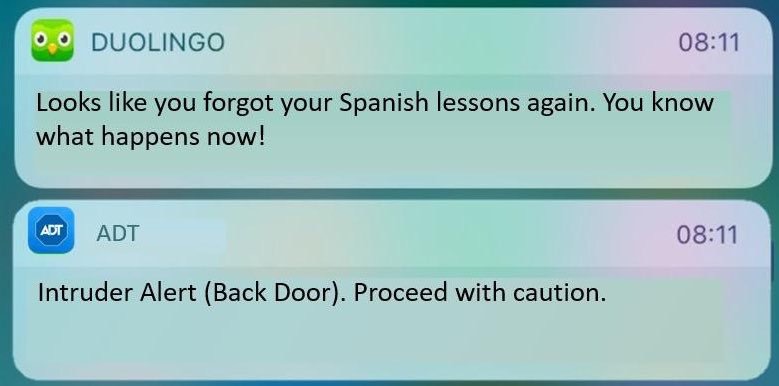 DUOLINGO 08:11
Looks like you forgot your Spanish lessons again. You know
what happens now!
ADT ADT 08:11
Intruder Alert (Back Door). Proceed with caution.